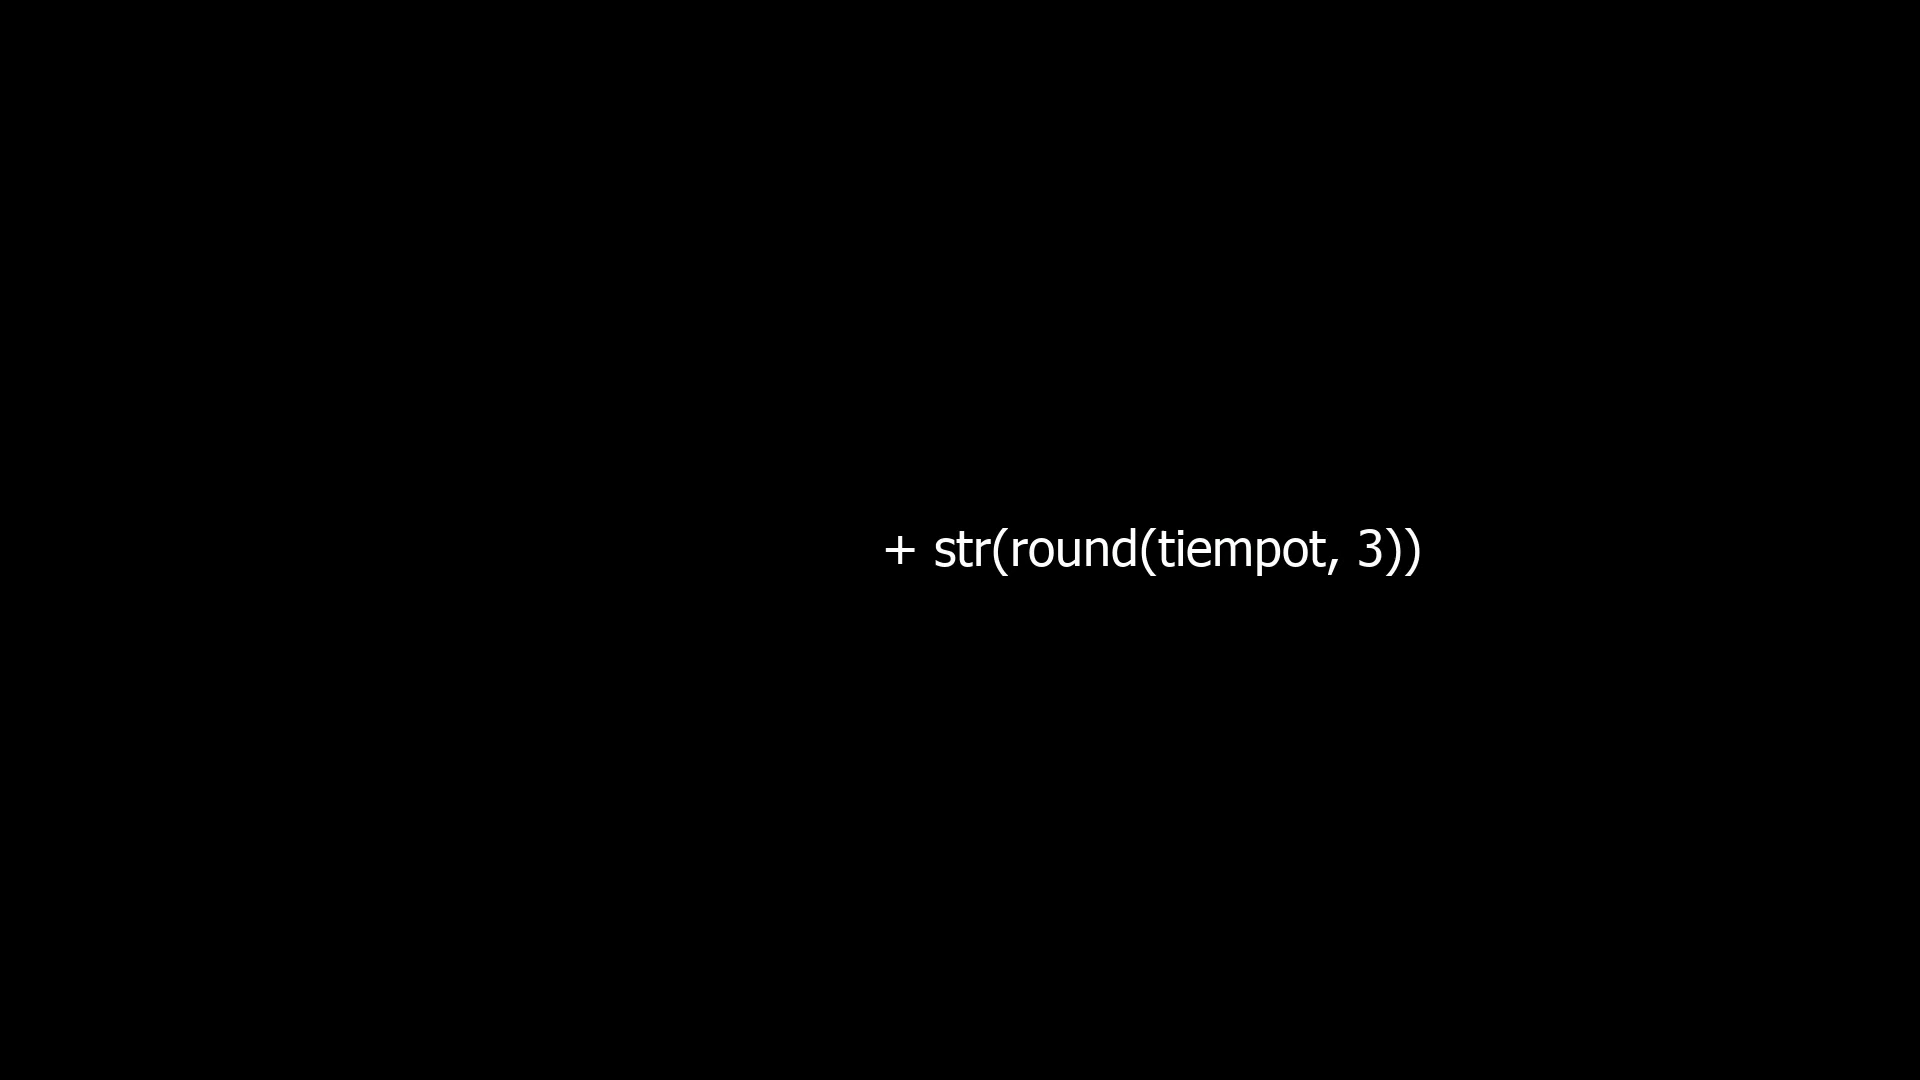 + str(round(tiempot, 3))